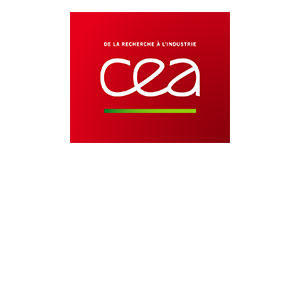 DE LA RECHERCHE À L'INDUSTRIE
cea